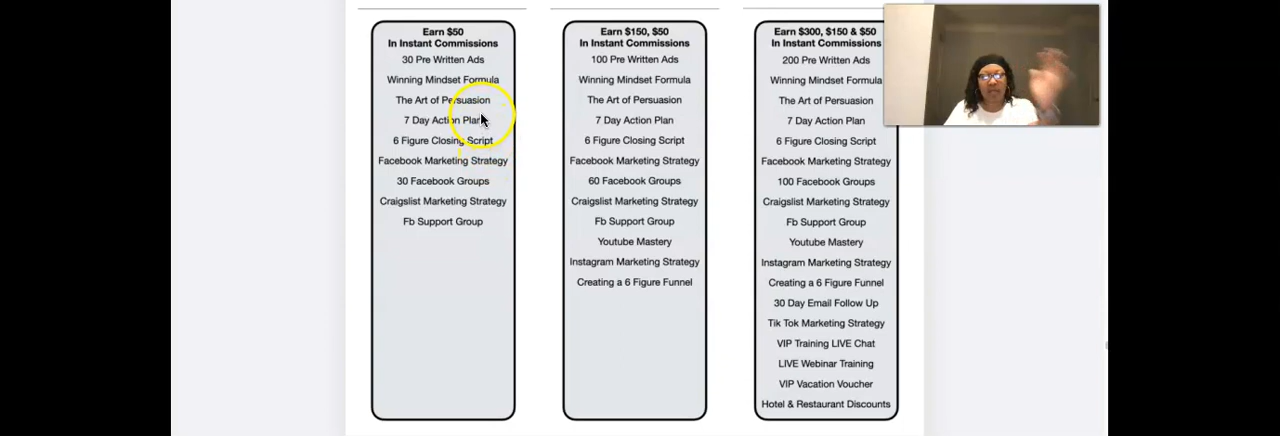 Earn $50
In Instant Commissions
30 Pre Written Ads
Winning Mindset Formula
The Art of Persuasion
7 Day Action Plan
6 Figure Closing Script
Facebook Marketing Strategy
30 Facebook Groups
Craigslist Marketing Strategy
Fb Support Group
Earn $150, $50
In Instant Commissions
100 Pre Written Ads
Winning Mindset Formula
The Art of Persuasion
7 Day Action Plan
6 Figure Closing Script
Facebook Marketing Strategy
60 Facebook Groups
Craigslist Marketing Strategy
Fb Support Group
Youtube Mastery
Instagram Marketing Strategy
Creating a 6 Figure Funnel
Earn $300, $150 & $50
In Instant Commissions
200 Pre Written Ads
Winning Mindset Formula
The Art of Persuasion
7 Day Action Plan
6 Figure Closing Script
Facebook Marketing Strategy
100 Facebook Groups
Craigslist Marketing Strategy
Fb Support Group
Youtube Mastery
Instagram Marketing Strategy
Creating a 6 Figure Funnel
30 Day Email Follow Up
Tik Tok Marketing Strategy
VIP Training LIVE Chat
LIVE Webinar Training
VIP Vacation Voucher
Hotel & Restaurant Discounts